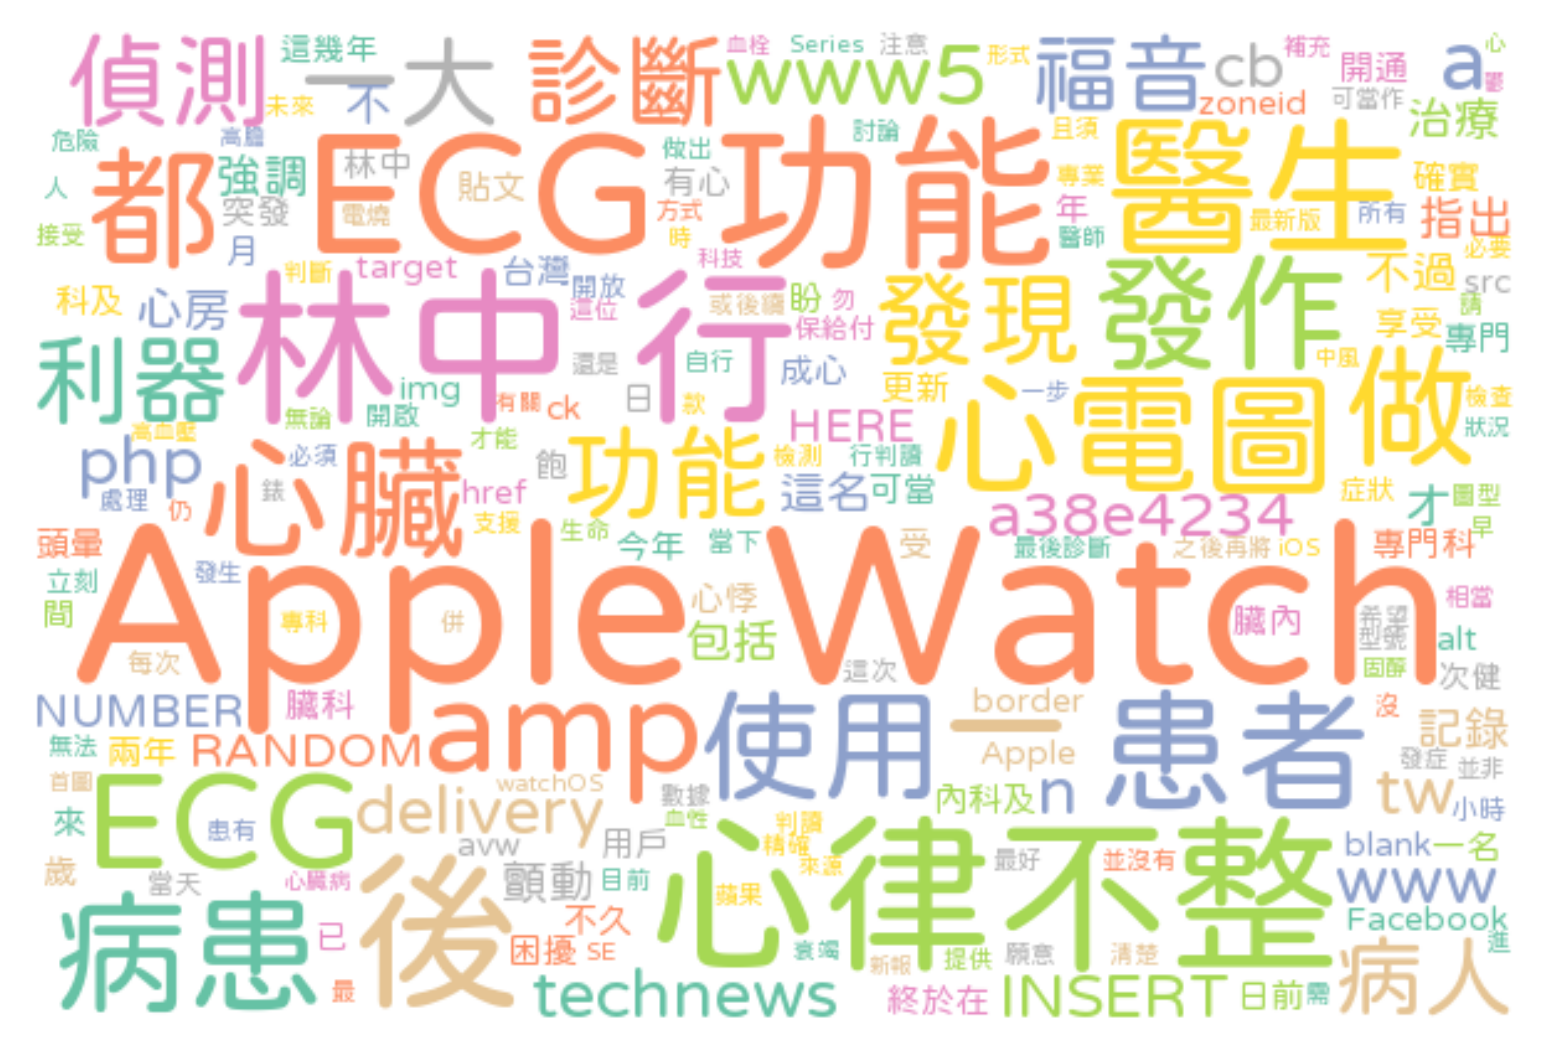 偵測 這幾年 一大 診斷 血栓 Series 注意 形式 福音 cb 補充 開通 a 心
未來 不 www5 zoneid 可當作 治療 鬱
危險 高膽 強調 林中 ECG功能 做出 討論 且須 醫生 確實
人 都 突發 電燒 貼文 有心 方式 專業 年 最新版 所有 指出
接受 月 時 醫師 必要
判斷 target 台灣 開放 科技 不過 src
科及 心房 林中行 這位 或後續 盼 勿 發現 發作 享受 請 專門
利器 保給付 中風
img 還是 自行 成心 更新 一步 做 檢查
無論 開啟 有關 ck 日 款 HERE 心電圖 狀況
高血壓 才能 功能 檢測 行判讀
php 心臟 必須 飽 這名 可當 症狀 才 圖型
處理 仍 錶 href 支援 a38e4234 早
頭暈 生命 今年 當下 受 最後診斷 之後再將 iOS 專門科
立刻 發生 Apple Watch 相當
間 專科 併 心悸 臟內 希望 型號 alt
每次 包括 這次 固醇 次健
NUMBER 臟科 amp 使用 border 一 患者 沒 記錄
無法 兩年 RANDOM Apple 發症 並非
首圖 ECG watchOS 數據 內科及 n tw 小時
來 患有 delivery 血性 判讀
avw 用戶 精確 來源 心律不整 最好 並沒有 blank 一名
歲 當天 心臟病 後 顫動 目前 蘋果 www
病患 已 不久 Facebook 進
困擾 SE 衰竭 新報 提供 願意 清楚 病人
最 technews 終於在 INSERT 日前 需